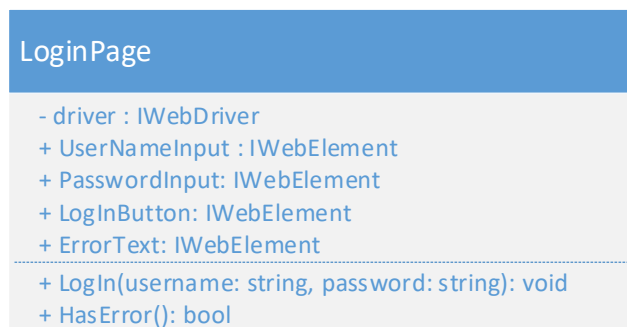 LoginPage
- driver : IWebDriver
+ UserNameInput : IWebElement
+ PasswordInput: IWebElement
+ LogInButton: IWebElement
+ ErrorText: IWebElement
+ LogIn(username: string, password: string): void
+ HasError(): bool